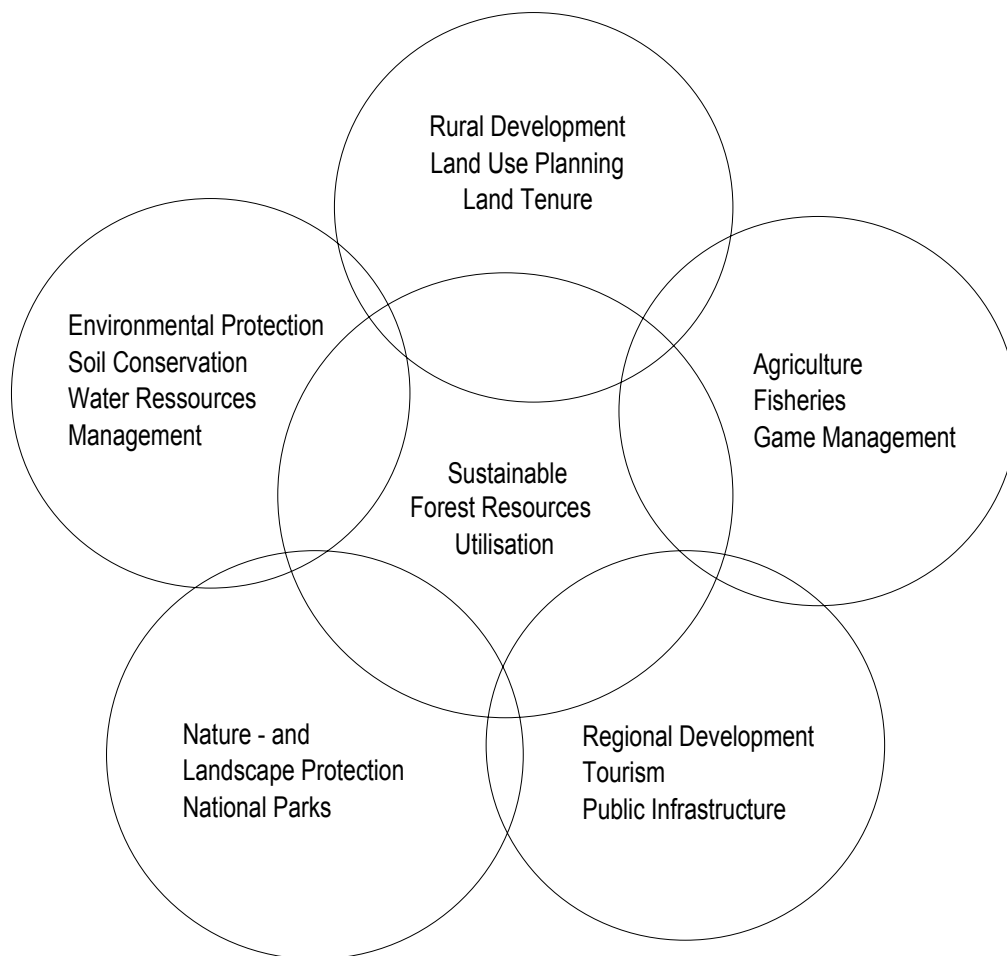 Rural Development
Land Use Planning
Land Tenure
Environmental Protection
Soil Conservation
Water Ressources
Management
Agriculture
Fisheries
Game Management
Sustainable
Forest Resources
Utilisation
Nature - and
Landscape Protection
National Parks
Regional Development
Tourism
Public Infrastructure